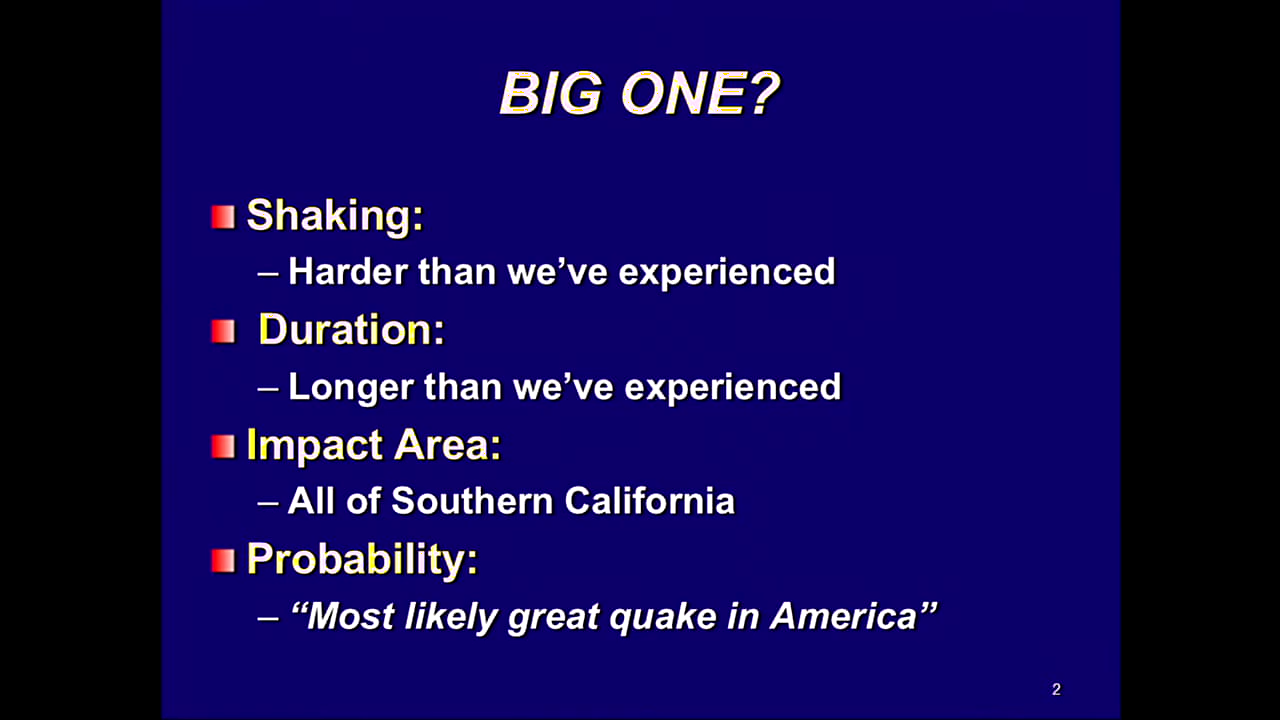 BIG ONE?
Shaking:
– Harder than we’ve experienced
Duration:
– Longer than we’ve experienced
Impact Area:
– All of Southern California
Probability:
– “Most likely great quake in America”
2